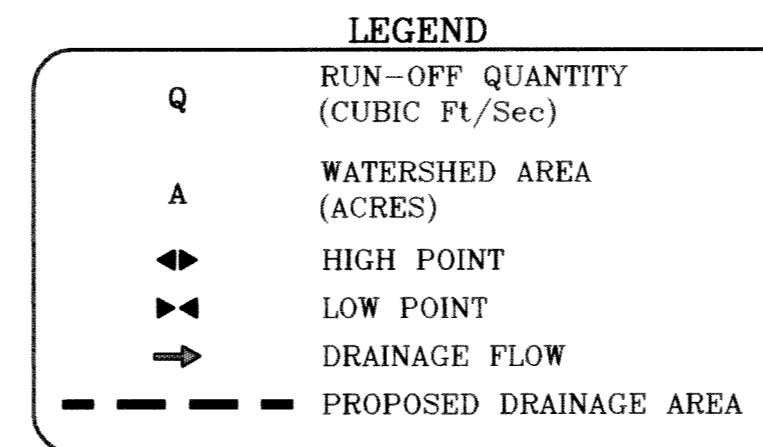 LEGEND
Q RUN-OFF QUANTITY
(CUBIC Ft/Sec)
A WATERSHED AREA
(ACRES)
HIGH POINT
LOW POINT
DRAINAGE FLOW
PROPOSED DRAINAGE AREA